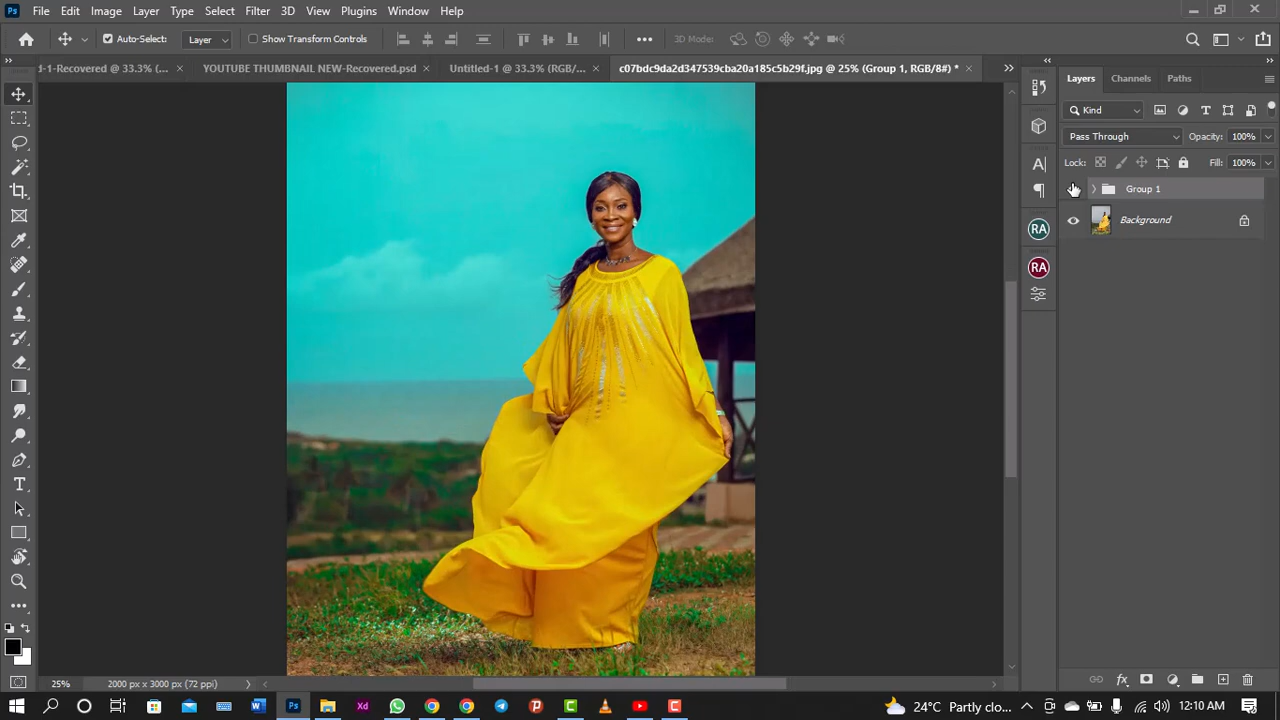 Ps File Edit Image Layer Type Select Filter 3D View Plugins Window Help
Auto-Select: Layer Show Transform Controls 3D Mode:
d-1-Recovered @ 33.3% (... × YOUTUBE THUMBNAIL NEW-Recovered.psd × Untitled-1 @ 33.3% (RGB/... × c07bdc9da2d347539cba20a185c5b29f.jpg @ 25% (Group 1, RGB/8#) * ×
Layers Channels Paths
Kind
Pass Through Opacity: 100%
Lock: Fill: 100%
Group 1
Background
RA
RA
25% 2000 px x 3000 px (72 ppi)
24°C Partly clo... 12:10 AM